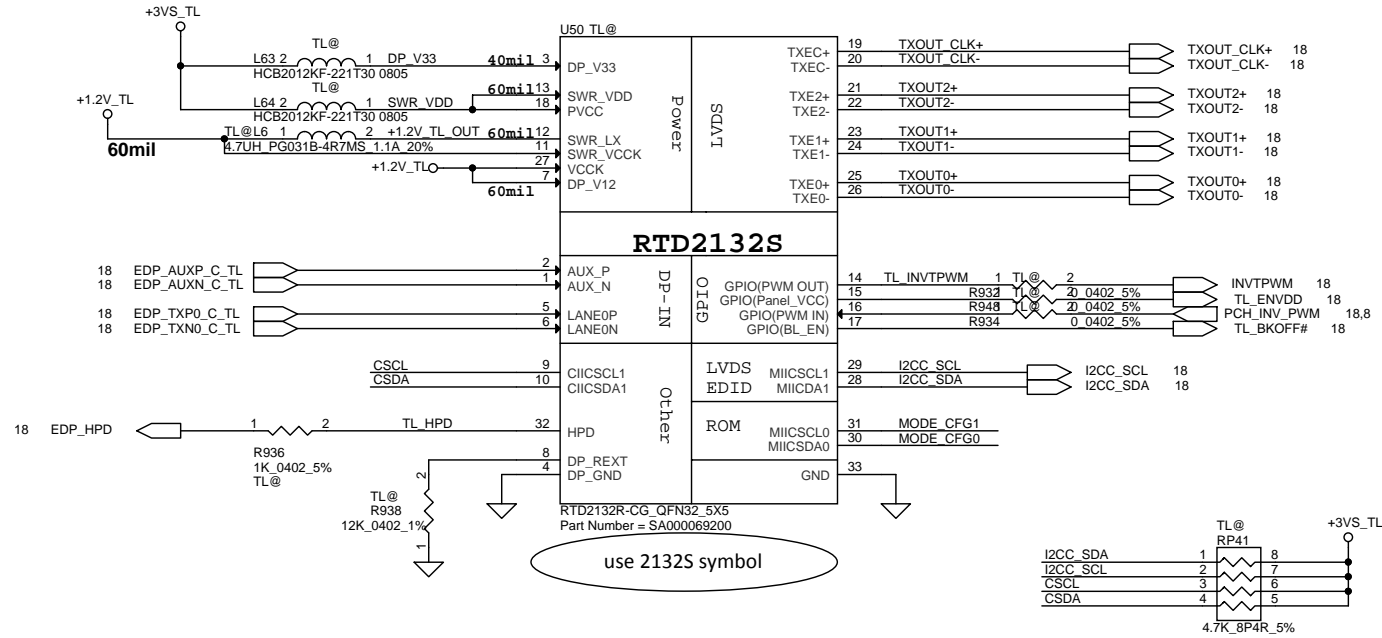 +3VS_TL
U50 TL@
TL@
L63 2 1 DP_V33 40mil 3 DP_V33
HCB2012KF-221T30 0805
TL@
L64 2 1 SWR_VDD 60mil 13 SWR_VDD
18 PVCC
HCB2012KF-221T30 0805
+1.2V_TL
60mil
TL@L6 1 2 +1.2V_TL_OUT 60mil 12 SWR_LX
4.7UH_PG031B-4R7MS_1.1A_20% 11 SWR_VCCK
+1.2V_TL 27 VCCK
60mil 7 DP_V12
Power
LVDS
TXEC+ 19 TXOUT_CLK+ TXOUT_CLK+ 18
TXEC- 20 TXOUT_CLK- TXOUT_CLK- 18
TXE2+ 21 TXOUT2+ TXOUT2+ 18
TXE2- 22 TXOUT2- TXOUT2- 18
TXE1+ 23 TXOUT1+ TXOUT1+ 18
TXE1- 24 TXOUT1- TXOUT1- 18
TXE0+ 25 TXOUT0+ TXOUT0+ 18
TXE0- 26 TXOUT0- TXOUT0- 18
RTD2132S
18 EDP_AUXP_C_TL 2 AUX_P
18 EDP_AUXN_C_TL 1 AUX_N
18 EDP_TXP0_C_TL 5 LANE0P
18 EDP_TXN0_C_TL 6 LANE0N
DP-IN
GPIO
GPIO(PWM OUT) 14 TL_INVTPWM 1 TL@ 2 INVTPWM 18
GPIO(Panel_VCC) 15 R932 TL@ 0_0402_5% TL_ENVDD 18
GPIO(PWM IN) 16 R948 TL@ 2 PCH_INV_PWM 18,8
GPIO(BL_EN) 17 R934 0_0402_5% TL_BKOFF# 18
CSCL 9 CIICSCL1
CSDA 10 CIICSDA1
Other
LVDS
EDID
MIICSCL1 29 I2CC_SCL I2CC_SCL 18
MIICDA1 28 I2CC_SDA I2CC_SDA 18
18 EDP_HPD 1 2 TL_HPD 32 HPD
R936
1K_0402_5%
TL@
ROM
MIICSCL0 31 MODE_CFG1
MIICSDA0 30 MODE_CFG0
8 DP_REXT
4 DP_GND
GND 33
2
TL@
R938
12K_0402_1%
1
RTD2132R-CG_QFN32_5X5
Part Number = SA000069200
use 2132S symbol
TL@
RP41
+3VS_TL
I2CC_SDA 1 8
I2CC_SCL 2 7
CSCL 3 6
CSDA 4 5
4.7K_8P4R_5%